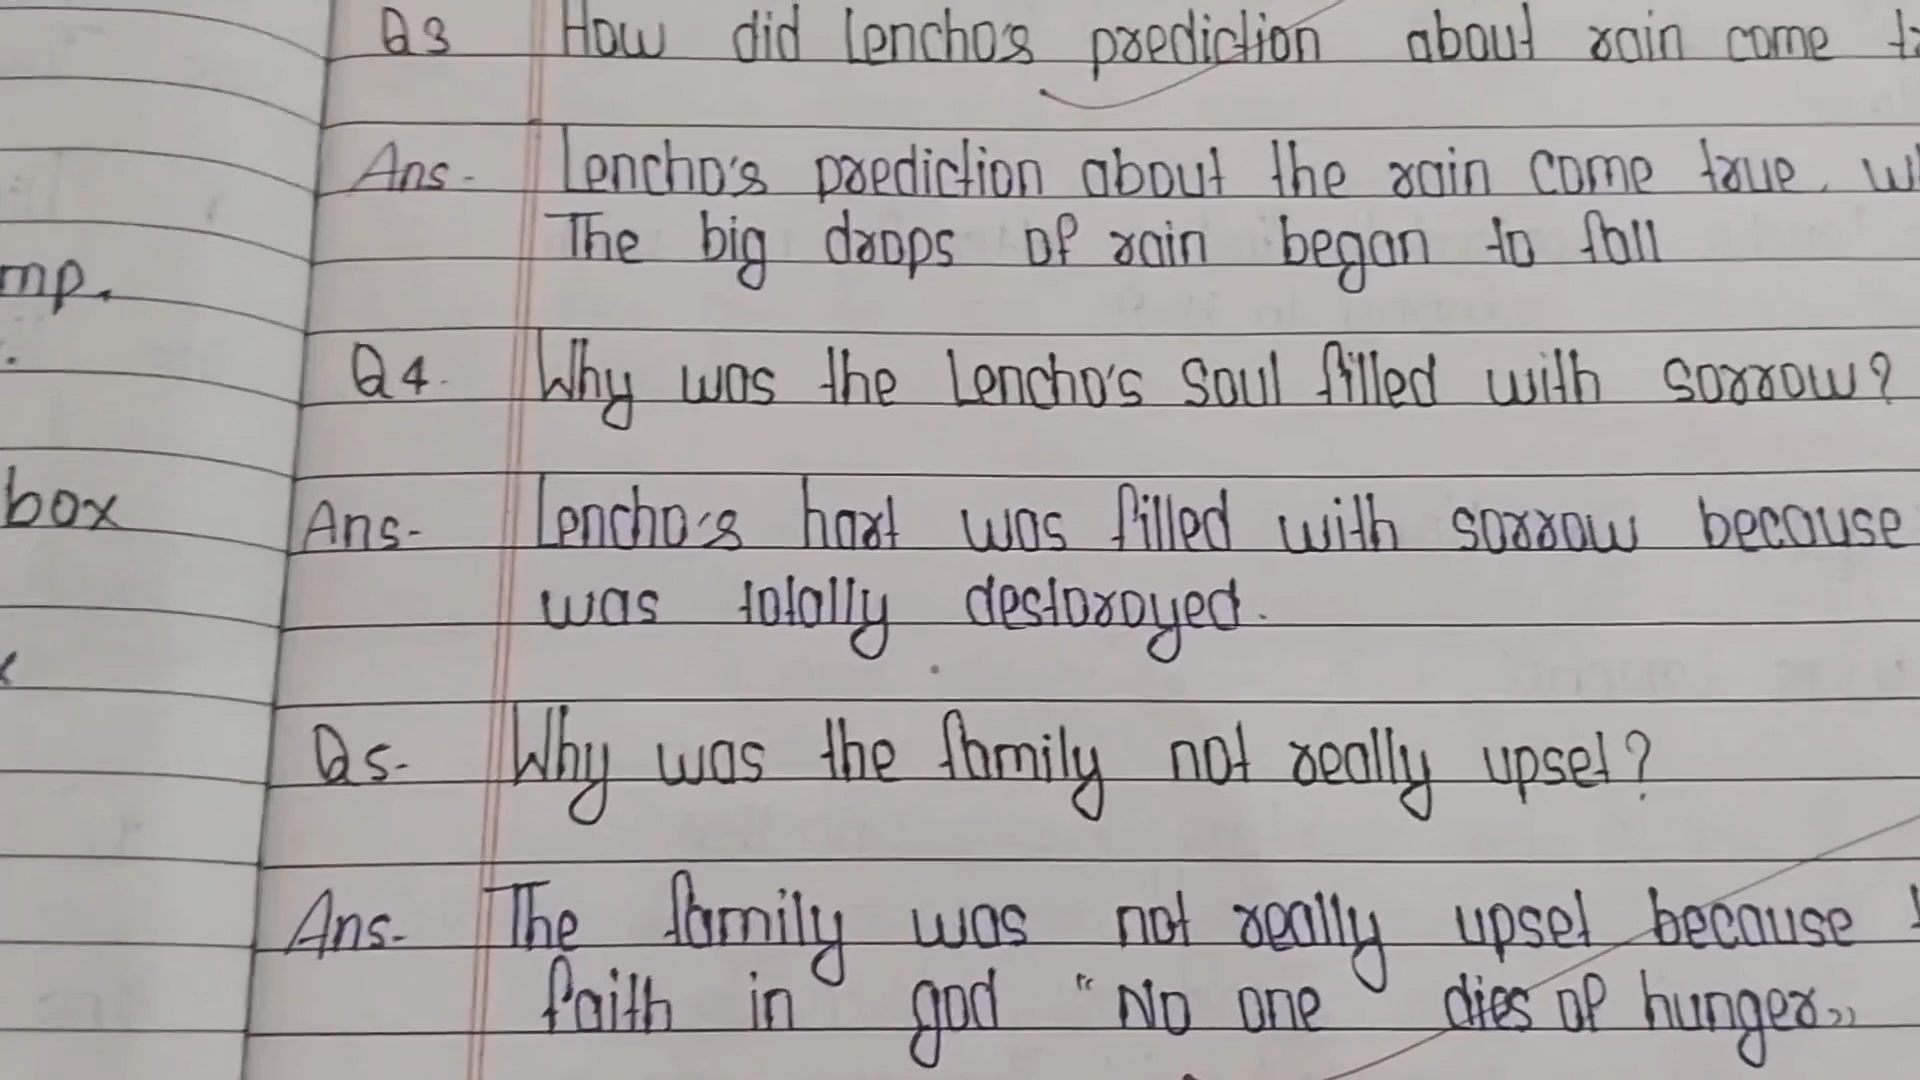 mp.
box
Q3 How did Lencho's prediction about rain come
Ans- Lencho's prediction about the rain come true.
The big drops of rain began to fall
Q4. Why was the Lencho's Soul filled with sorrow?
Ans- Lencho's hart was filled with sorrow because
was totally destoroyed.
Q5- Why was the family not really upset?
Ans- The family was not really upset because
faith in god "No one dies of hunger"